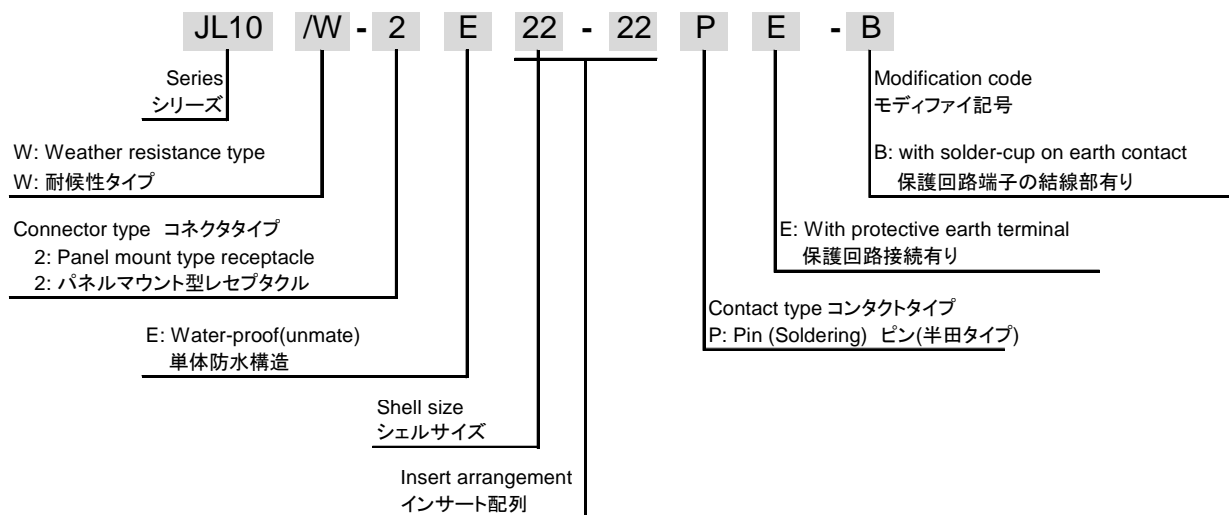 JL10 /W - 2 E 22 - 22 P E - B
Series
シリーズ
W: Weather resistance type
W: 耐候性タイプ
Connector type コネクタタイプ
2: Panel mount type receptacle
2: パネルマウント型レセプタクル
E: Water-proof(unmate)
単体防水構造
Shell size
シェルサイズ
Insert arrangement
インサート配列
Contact type コンタクトタイプ
P: Pin (Soldering) ピン(半田タイプ)
E: With protective earth terminal
保護回路接続有り
Modification code
モディファイ記号
B: with solder-cup on earth contact
保護回路端子の結線部有り